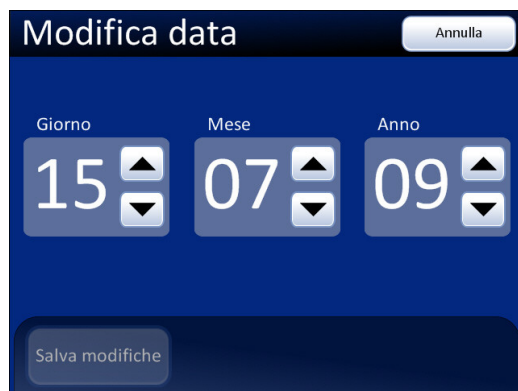 Modifica data
Annulla
Giorno Mese Anno
15 07 09
Salva modifiche